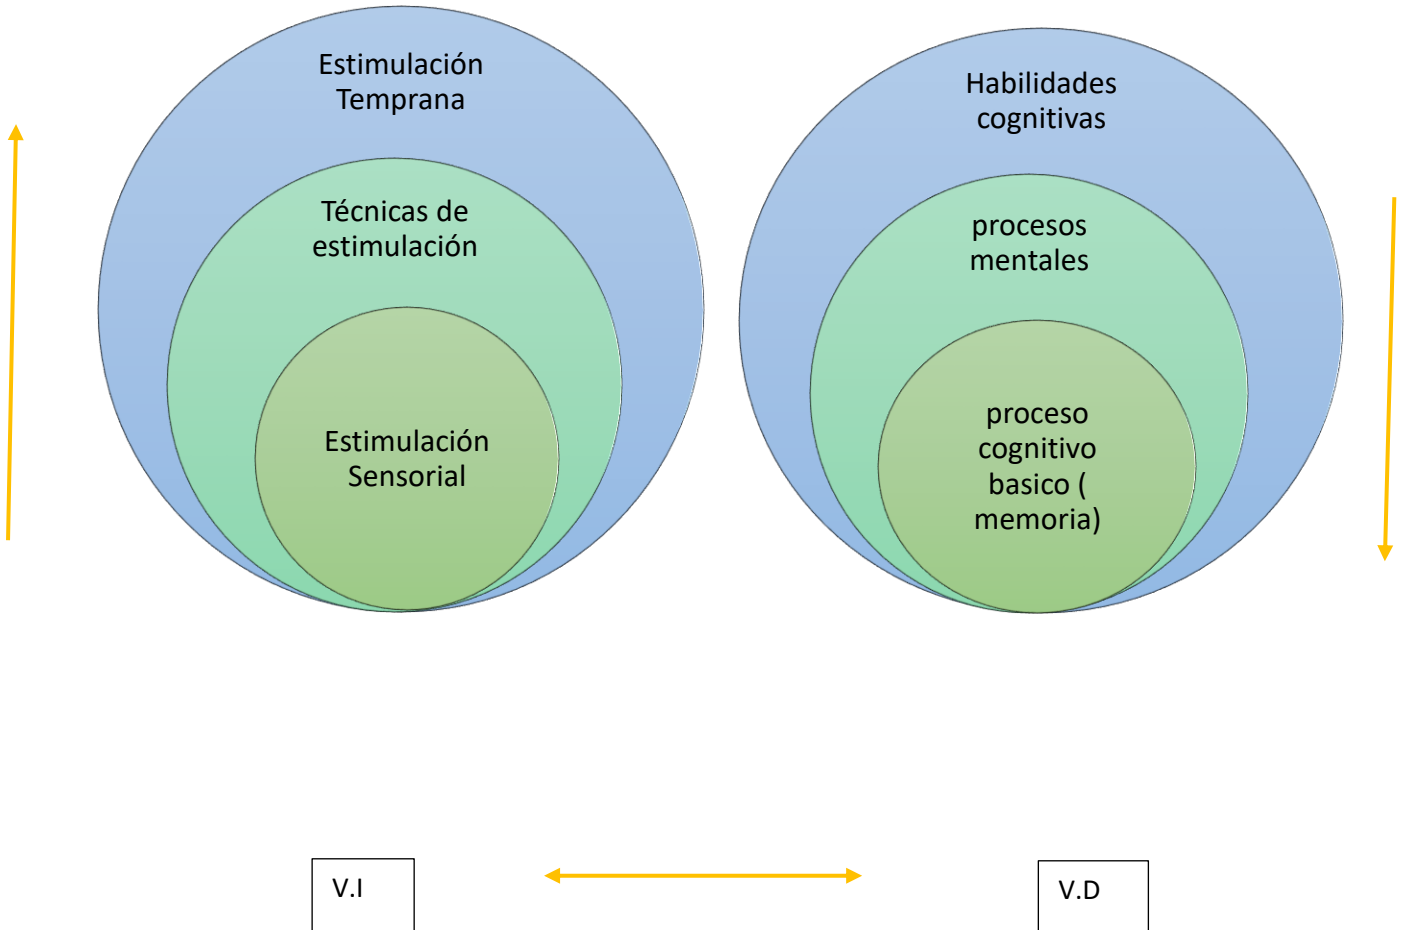 Estimulación
Temprana
Técnicas de
estimulación
Estimulación
Sensorial
Habilidades
cognitivas
procesos
mentales
proceso
cognitivo
basico (
memoria)
V.I
V.D